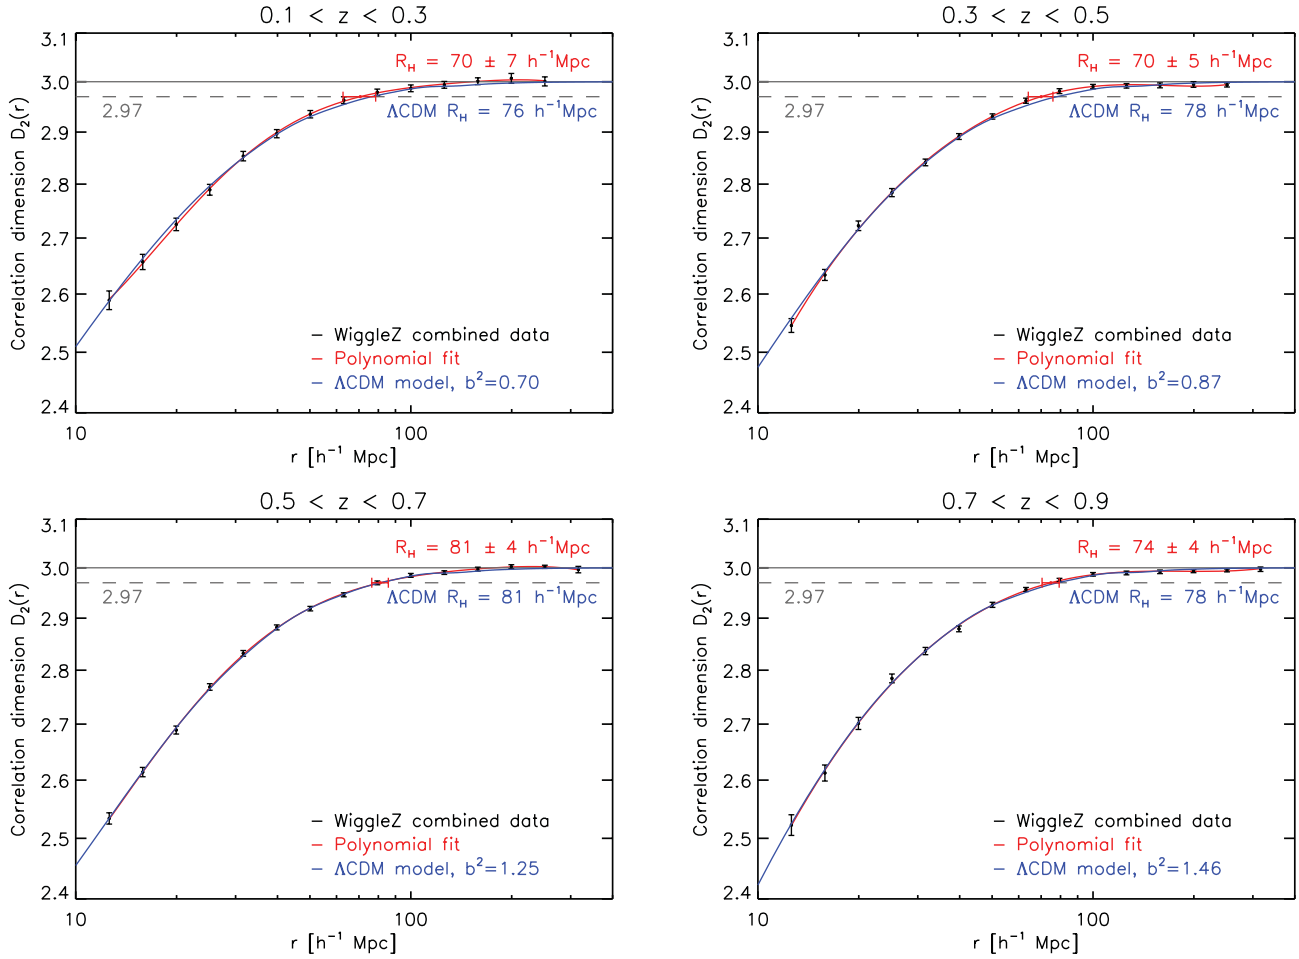 0.1 < z < 0.3
Correlation dimension D₂(r)
3.1
3.0
2.9
2.8
2.7
2.6
2.5
2.4
R_H = 70 ± 7 h⁻¹Mpc
2.97
ΛCDM R_H = 76 h⁻¹Mpc
WiggleZ combined data
Polynomial fit
ΛCDM model, b²=0.70
10
100
r [h⁻¹ Mpc]
0.3 < z < 0.5
Correlation dimension D₂(r)
3.1
3.0
2.9
2.8
2.7
2.6
2.5
2.4
R_H = 70 ± 5 h⁻¹Mpc
2.97
ΛCDM R_H = 78 h⁻¹Mpc
WiggleZ combined data
Polynomial fit
ΛCDM model, b²=0.87
10
100
r [h⁻¹ Mpc]
0.5 < z < 0.7
Correlation dimension D₂(r)
3.1
3.0
2.9
2.8
2.7
2.6
2.5
2.4
R_H = 81 ± 4 h⁻¹Mpc
2.97
ΛCDM R_H = 81 h⁻¹Mpc
WiggleZ combined data
Polynomial fit
ΛCDM model, b²=1.25
10
100
r [h⁻¹ Mpc]
0.7 < z < 0.9
Correlation dimension D₂(r)
3.1
3.0
2.9
2.8
2.7
2.6
2.5
2.4
R_H = 74 ± 4 h⁻¹Mpc
2.97
ΛCDM R_H = 78 h⁻¹Mpc
WiggleZ combined data
Polynomial fit
ΛCDM model, b²=1.46
10
100
r [h⁻¹ Mpc]